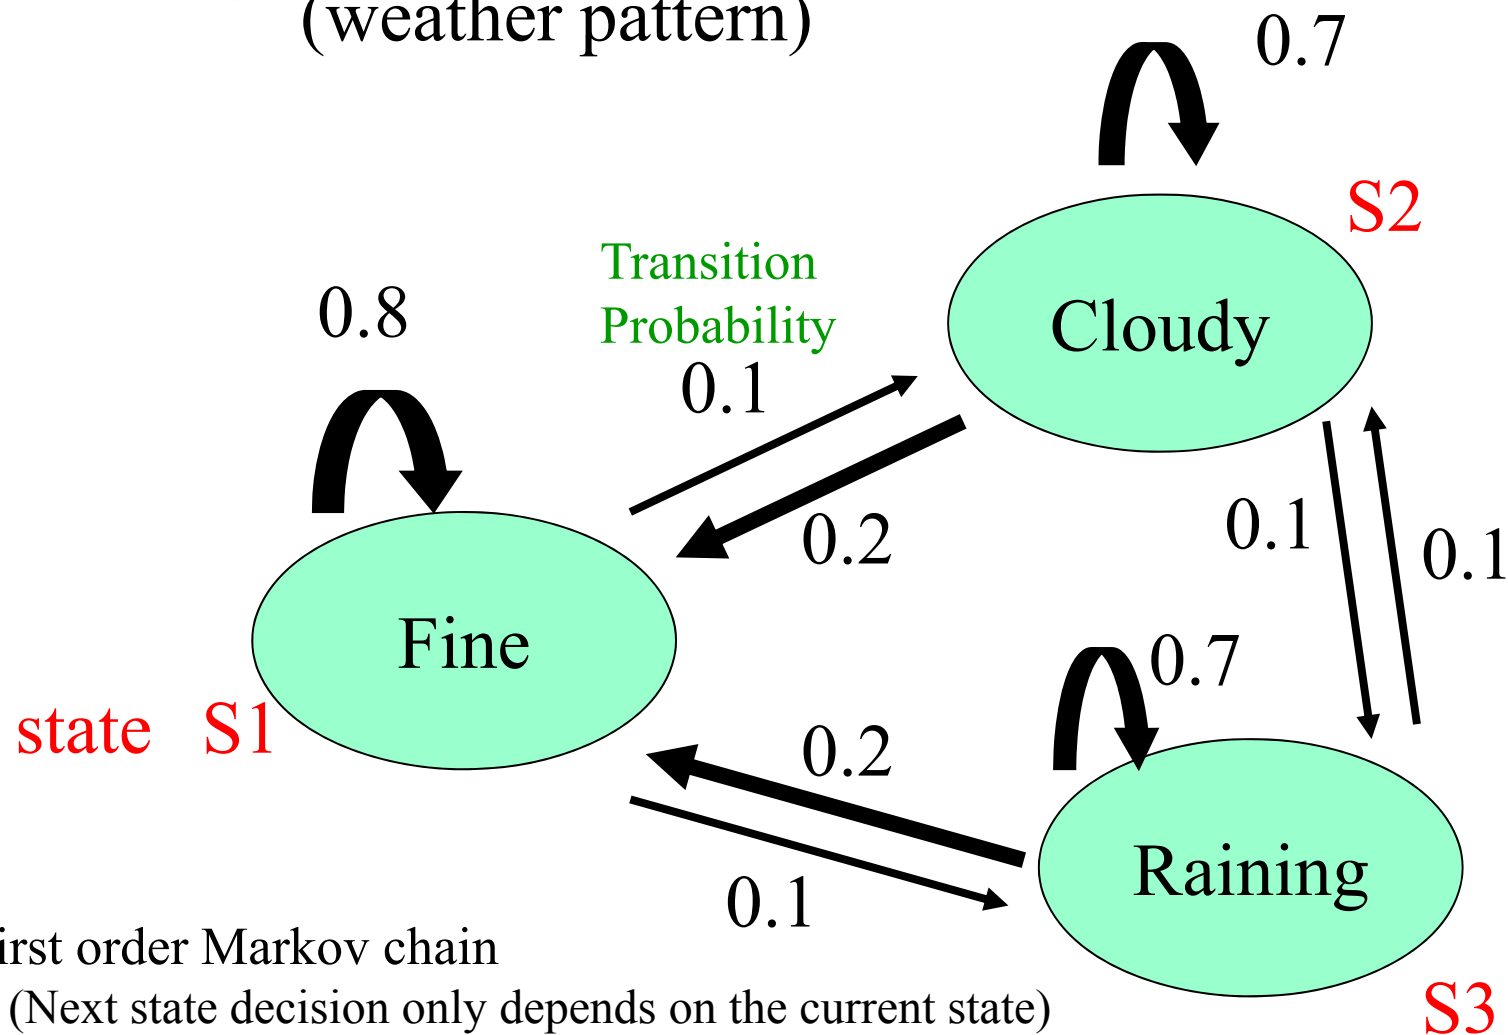 (weather pattern)
0.7
S2
Transition
Probability
Cloudy
0.8
0.1
0.2
0.1
0.1
Fine
0.7
state S1
0.2
Raining
0.1
irst order Markov chain
(Next state decision only depends on the current state)
S3